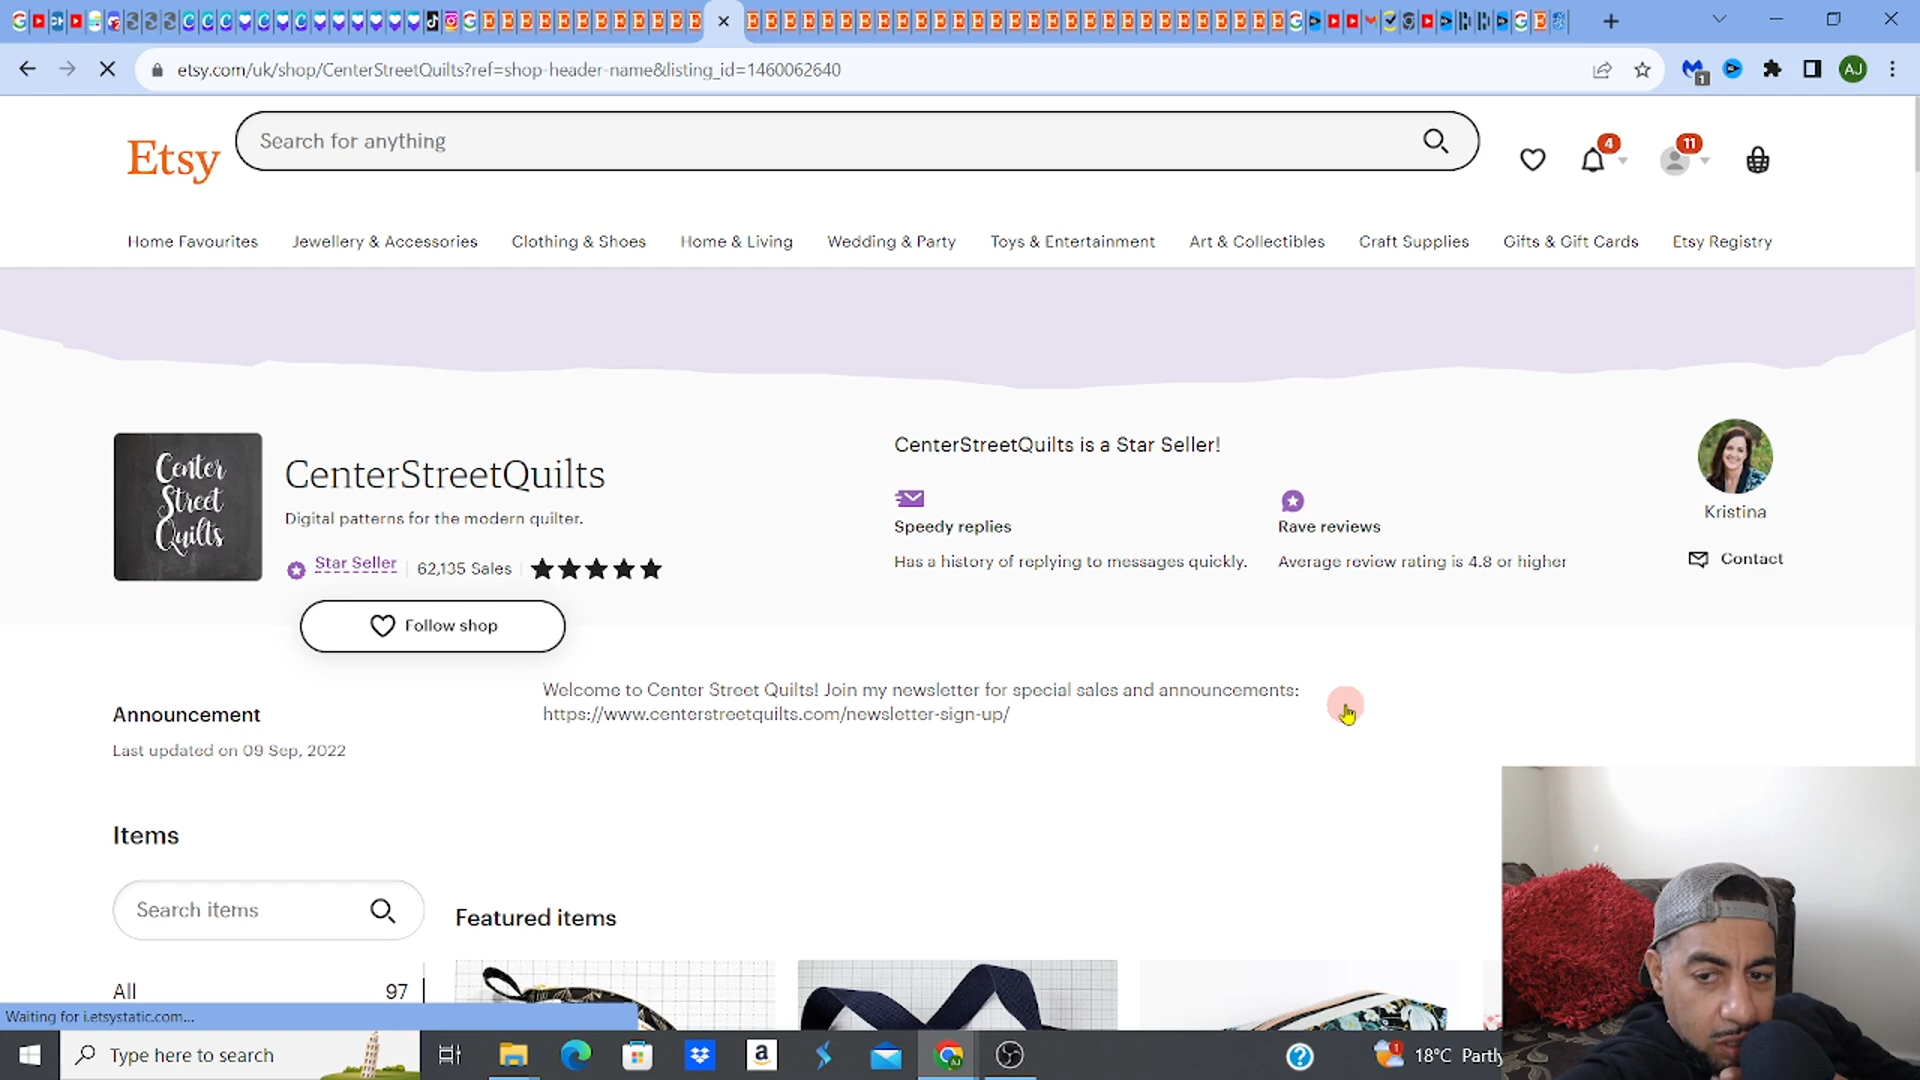 etsy.com/uk/shop/CenterStreetQuilts?ref=shop-header-name&listing_id=1460062640
1
AJ
Etsy
Search for anything
4
11
Home Favourites
Jewellery & Accessories
Clothing & Shoes
Home & Living
Wedding & Party
Toys & Entertainment
Art & Collectibles
Craft Supplies
Gifts & Gift Cards
Etsy Registry
Center
Street
Quilts
CenterStreetQuilts
Digital patterns for the modern quilter.
Star Seller
62,135 Sales
Follow shop
CenterStreetQuilts is a Star Seller!
Speedy replies
Has a history of replying to messages quickly.
Rave reviews
Average review rating is 4.8 or higher
Kristina
Contact
Announcement
Last updated on 09 Sep, 2022
Welcome to Center Street Quilts! Join my newsletter for special sales and announcements:
https://www.centerstreetquilts.com/newsletter-sign-up/
Items
Search items
All 97
Featured items
Waiting for i.etsystatic.com...
Type here to search
1
18°C Partly